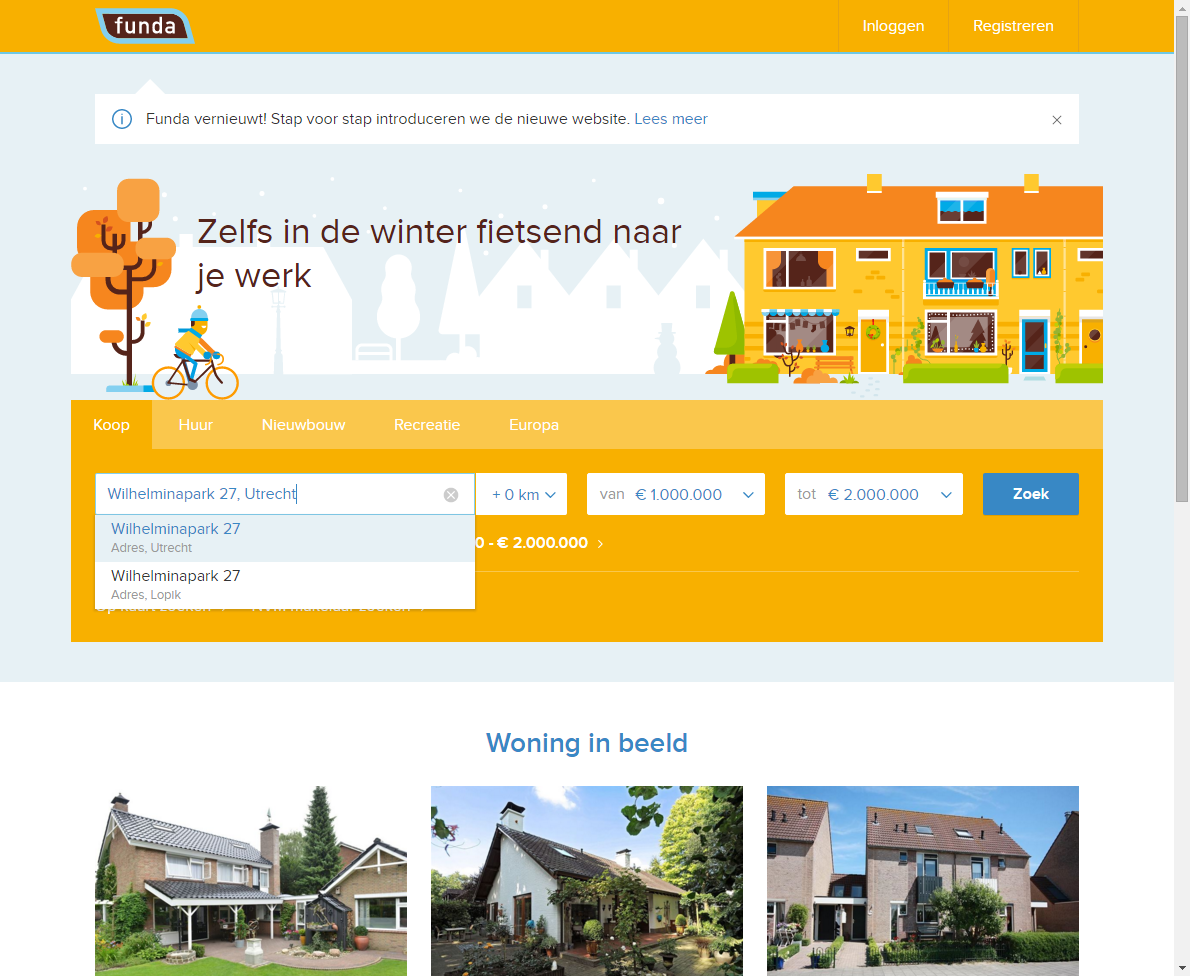 funda
Inloggen
Registreren
Funda vernieuwt! Stap voor stap introduceren we de nieuwe website. Lees meer
Zelfs in de winter fietsend naar
je werk
Koop
Huur
Nieuwbouw
Recreatie
Europa
Wilhelminapark 27, Utrecht
+ 0 km
van € 1.000.000
tot € 2.000.000
Zoek
Wilhelminapark 27
Adres, Utrecht
0 - € 2.000.000
Wilhelminapark 27
Adres, Lopik
Woning in beeld